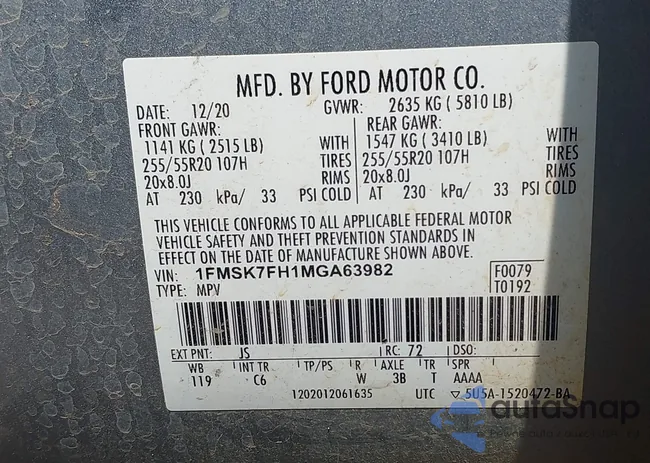 MFD. BY FORD MOTOR CO.
DATE: 12/20 GVWR: 2635 KG ( 5810 LB)
FRONT GAWR: REAR GAWR:
1141 KG ( 2515 LB) WITH 1547 KG ( 3410 LB) WITH
255/55R20 107H TIRES 255/55R20 107H TIRES
20x8.0J RIMS 20x8.0J RIMS
AT 230 kPa/ 33 PSI COLD AT 230 kPa/ 33 PSI COLD
THIS VEHICLE CONFORMS TO ALL APPLICABLE FEDERAL MOTOR
VEHICLE SAFETY AND THEFT PREVENTION STANDARDS IN
EFFECT ON THE DATE OF MANUFACTURE SHOWN ABOVE.
VIN: 1FMSK7FH1MGA63982 F0079
TYPE: MPV T0192
EXT PNT: JS RC: 72 DSO:
WB INT TR TP/PS R AXLE TR SPR
119 C6 W 3B T AAAA
1202012061635 UTC ▽ 5U5A-1520472-BA
autoSnap